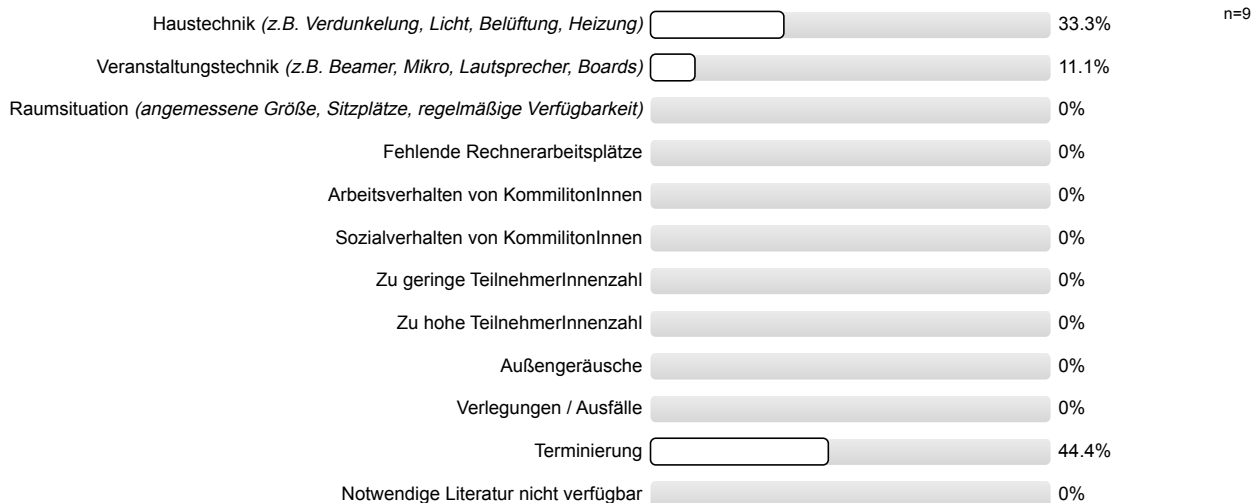 Haustechnik (z.B. Verdunkelung, Licht, Belüftung, Heizung) 33.3% n=9
Veranstaltungstechnik (z.B. Beamer, Mikro, Lautsprecher, Boards) 11.1%
Raumsituation (angemessene Größe, Sitzplätze, regelmäßige Verfügbarkeit) 0%
Fehlende Rechnerarbeitsplätze 0%
Arbeitsverhalten von KommilitonInnen 0%
Sozialverhalten von KommilitonInnen 0%
Zu geringe TeilnehmerInnenzahl 0%
Zu hohe TeilnehmerInnenzahl 0%
Außengeräusche 0%
Verlegungen / Ausfälle 0%
Terminierung 44.4%
Notwendige Literatur nicht verfügbar 0%